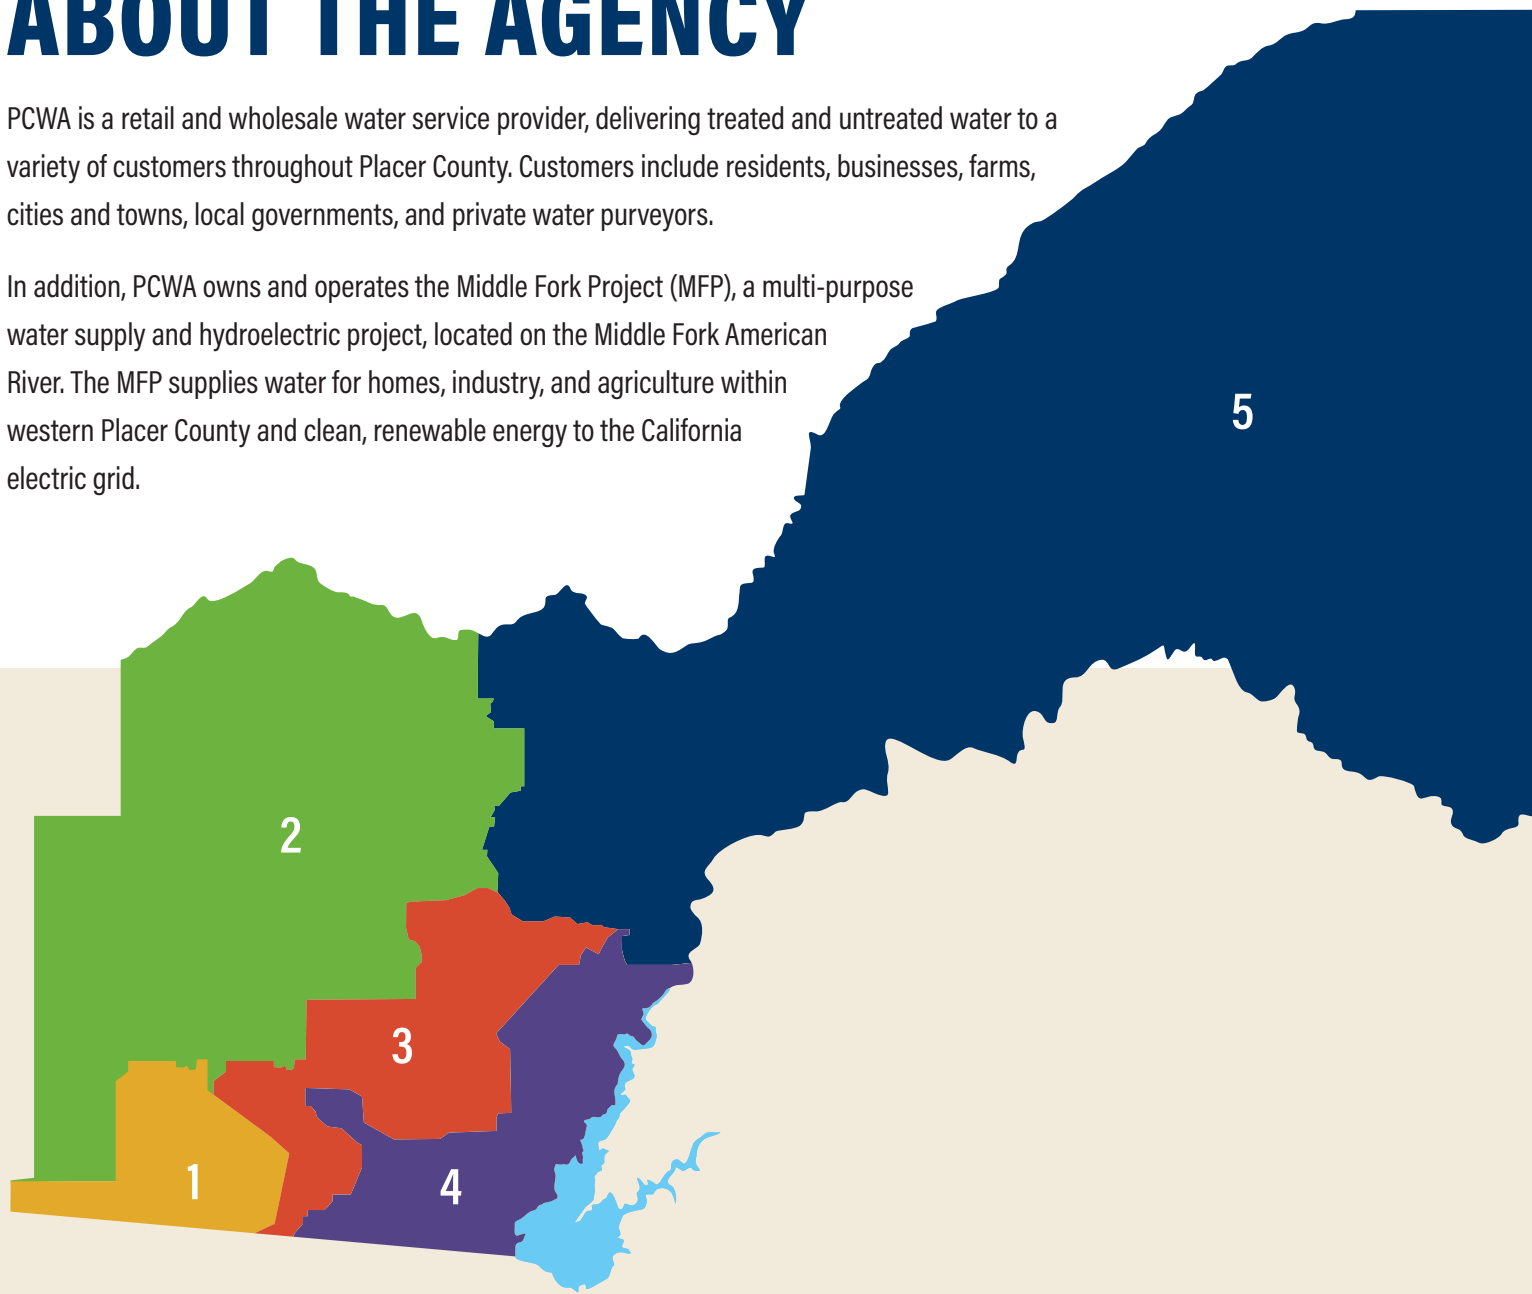 ABOUT THE AGENCY
PCWA is a retail and wholesale water service provider, delivering treated and untreated water to a
variety of customers throughout Placer County. Customers include residents, businesses, farms,
cities and towns, local governments, and private water purveyors.
In addition, PCWA owns and operates the Middle Fork Project (MFP), a multi-purpose
water supply and hydroelectric project, located on the Middle Fork American
River. The MFP supplies water for homes, industry, and agriculture within
western Placer County and clean, renewable energy to the California
electric grid.
5
2
3
1
4